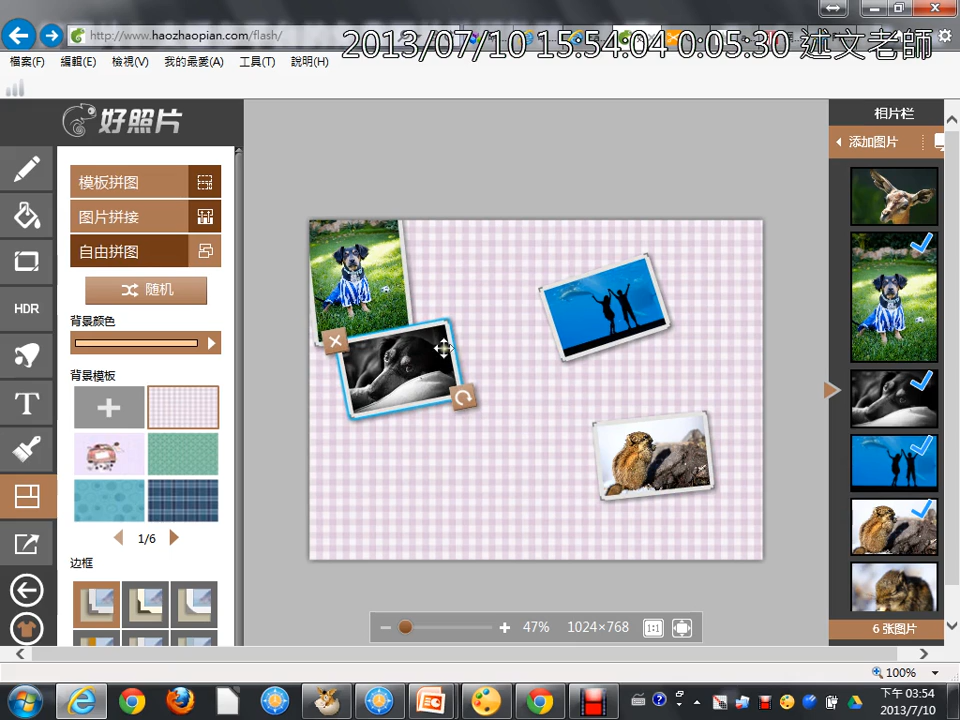 http://www.haozhaopian.com/flash/
2013/07/10 15:54:04 0:05:30 述文老師
檔案(F) 編輯(E) 檢視(V) 我的最愛(A) 工具(T) 說明(H)
好照片
相片栏
添加图片
模板拼图
图片拼接
自由拼图
随机
HDR
背景颜色
背景模板
T
1/6
边框
47% 1024×768 1:1
6 张图片
100%
下午 03:54
2013/7/10